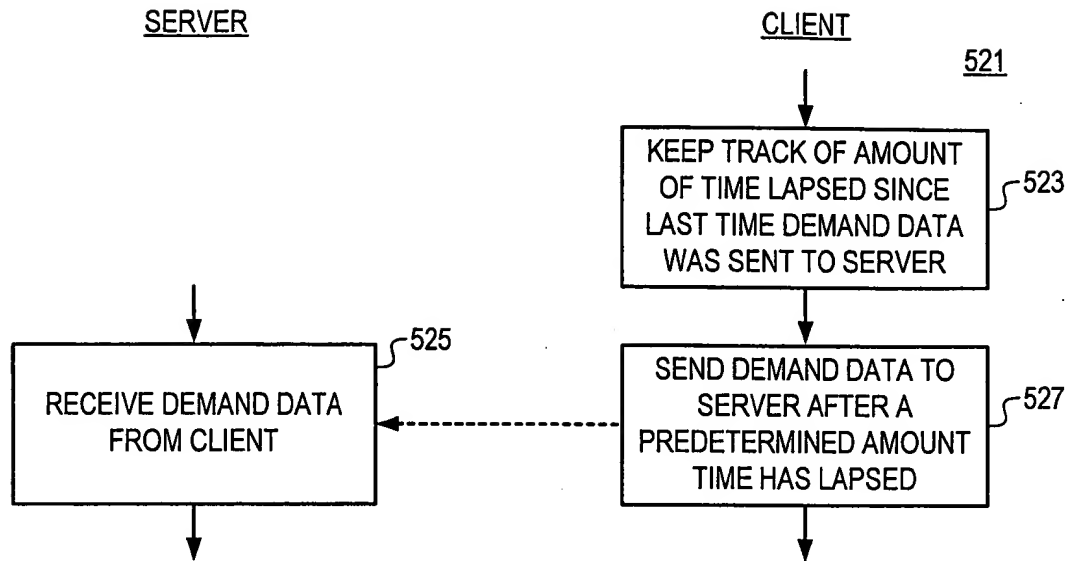 SERVER
CLIENT
521
KEEP TRACK OF AMOUNT
OF TIME LAPSED SINCE
LAST TIME DEMAND DATA
WAS SENT TO SERVER
523
525
RECEIVE DEMAND DATA
FROM CLIENT
SEND DEMAND DATA TO
SERVER AFTER A
PREDETERMINED AMOUNT
TIME HAS LAPSED
527